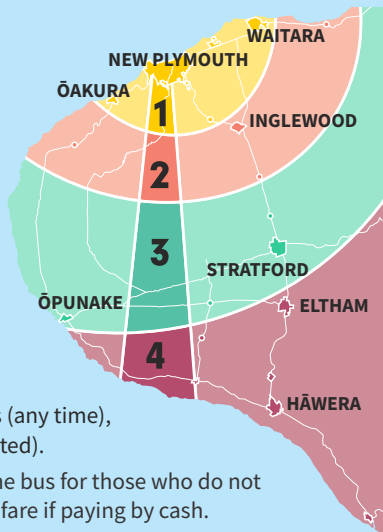 WAITARA
NEW PLYMOUTH
ŌAKURA
1
INGLEWOOD
2
3
STRATFORD
ŌPUNAKE
ELTHAM
4
HĀWERA
s (any time),
ted).
ne bus for those who do not
fare if paying by cash.